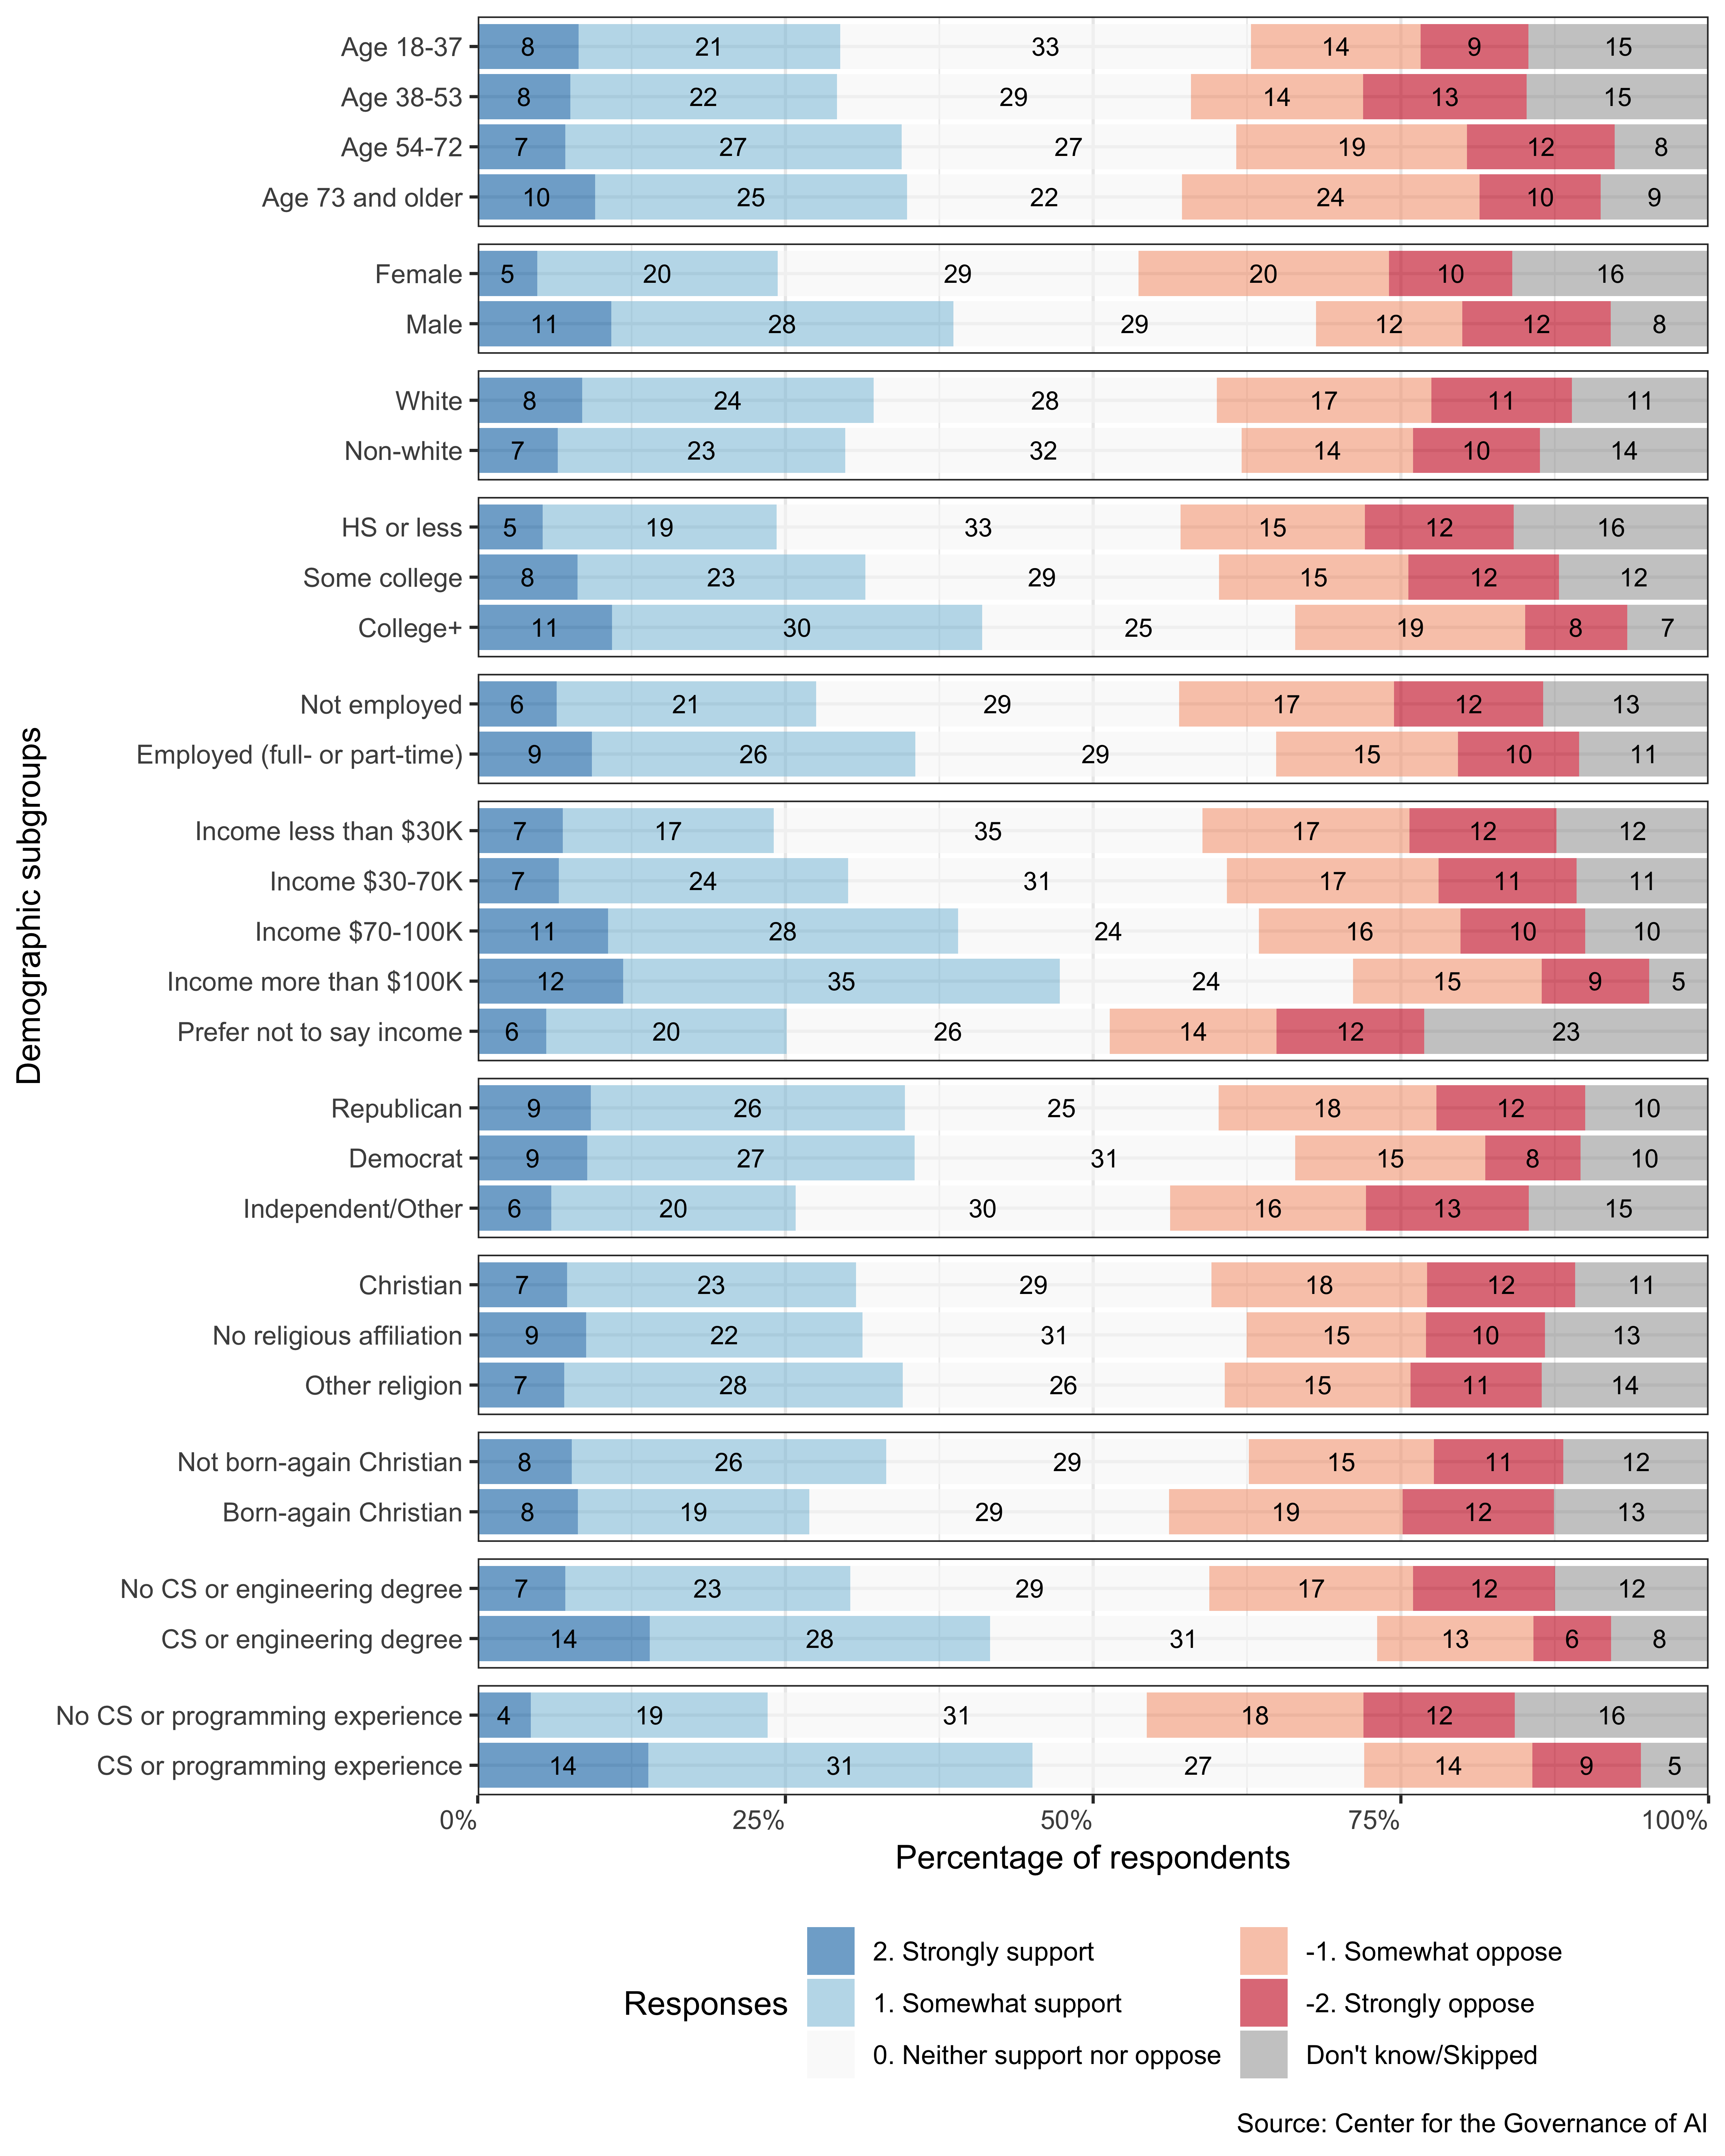 Demographic subgroups
Age 18-37 8 21 33 14 9 15
Age 38-53 8 22 29 14 13 15
Age 54-72 7 27 27 19 12 8
Age 73 and older 10 25 22 24 10 9
Female 5 20 29 20 10 16
Male 11 28 29 12 12 8
White 8 24 28 17 11 11
Non-white 7 23 32 14 10 14
HS or less 5 19 33 15 12 16
Some college 8 23 29 15 12 12
College+ 11 30 25 19 8 7
Not employed 6 21 29 17 12 13
Employed (full- or part-time) 9 26 29 15 10 11
Income less than $30K 7 17 35 17 12 12
Income $30-70K 7 24 31 17 11 11
Income $70-100K 11 28 24 16 10 10
Income more than $100K 12 35 24 15 9 5
Prefer not to say income 6 20 26 14 12 23
Republican 9 26 25 18 12 10
Democrat 9 27 31 15 8 10
Independent/Other 6 20 30 16 13 15
Christian 7 23 29 18 12 11
No religious affiliation 9 22 31 15 10 13
Other religion 7 28 26 15 11 14
Not born-again Christian 8 26 29 15 11 12
Born-again Christian 8 19 29 19 12 13
No CS or engineering degree 7 23 29 17 12 12
CS or engineering degree 14 28 31 13 6 8
No CS or programming experience 4 19 31 18 12 16
CS or programming experience 14 31 27 14 9 5
0% 25% 50% 75% 100%
Percentage of respondents
Responses
2. Strongly support
1. Somewhat support
0. Neither support nor oppose
-1. Somewhat oppose
-2. Strongly oppose
Don't know/Skipped
Source: Center for the Governance of AI